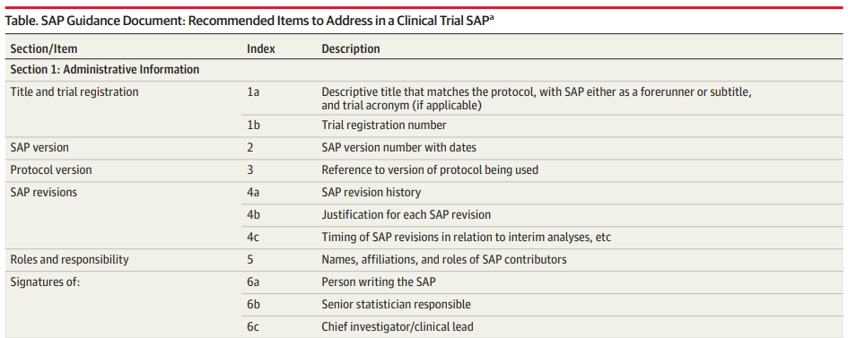 Table. SAP Guidance Document: Recommended Items to Address in a Clinical Trial SAPa
Section/Item Index Description
Section 1: Administrative Information
Title and trial registration 1a Descriptive title that matches the protocol, with SAP either as a forerunner or subtitle,
and trial acronym (if applicable)
1b Trial registration number
SAP version 2 SAP version number with dates
Protocol version 3 Reference to version of protocol being used
SAP revisions 4a SAP revision history
4b Justification for each SAP revision
4c Timing of SAP revisions in relation to interim analyses, etc
Roles and responsibility 5 Names, affiliations, and roles of SAP contributors
Signatures of: 6a Person writing the SAP
6b Senior statistician responsible
6c Chief investigator/clinical lead